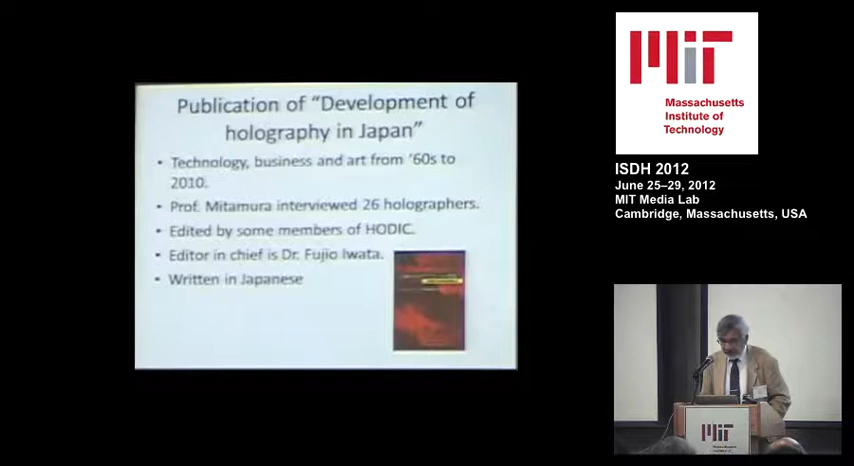 Publication of “Development of
holography in Japan”
• Technology, business and art from ’60s to
2010.
• Prof. Mitamura interviewed 26 holographers.
• Edited by some members of HODIC.
• Editor in chief is Dr. Fujio Iwata.
• Written in Japanese
MIT
Massachusetts
Institute of
Technology
ISDH 2012
June 25–29, 2012
MIT Media Lab
Cambridge, Massachusetts, USA
MIT